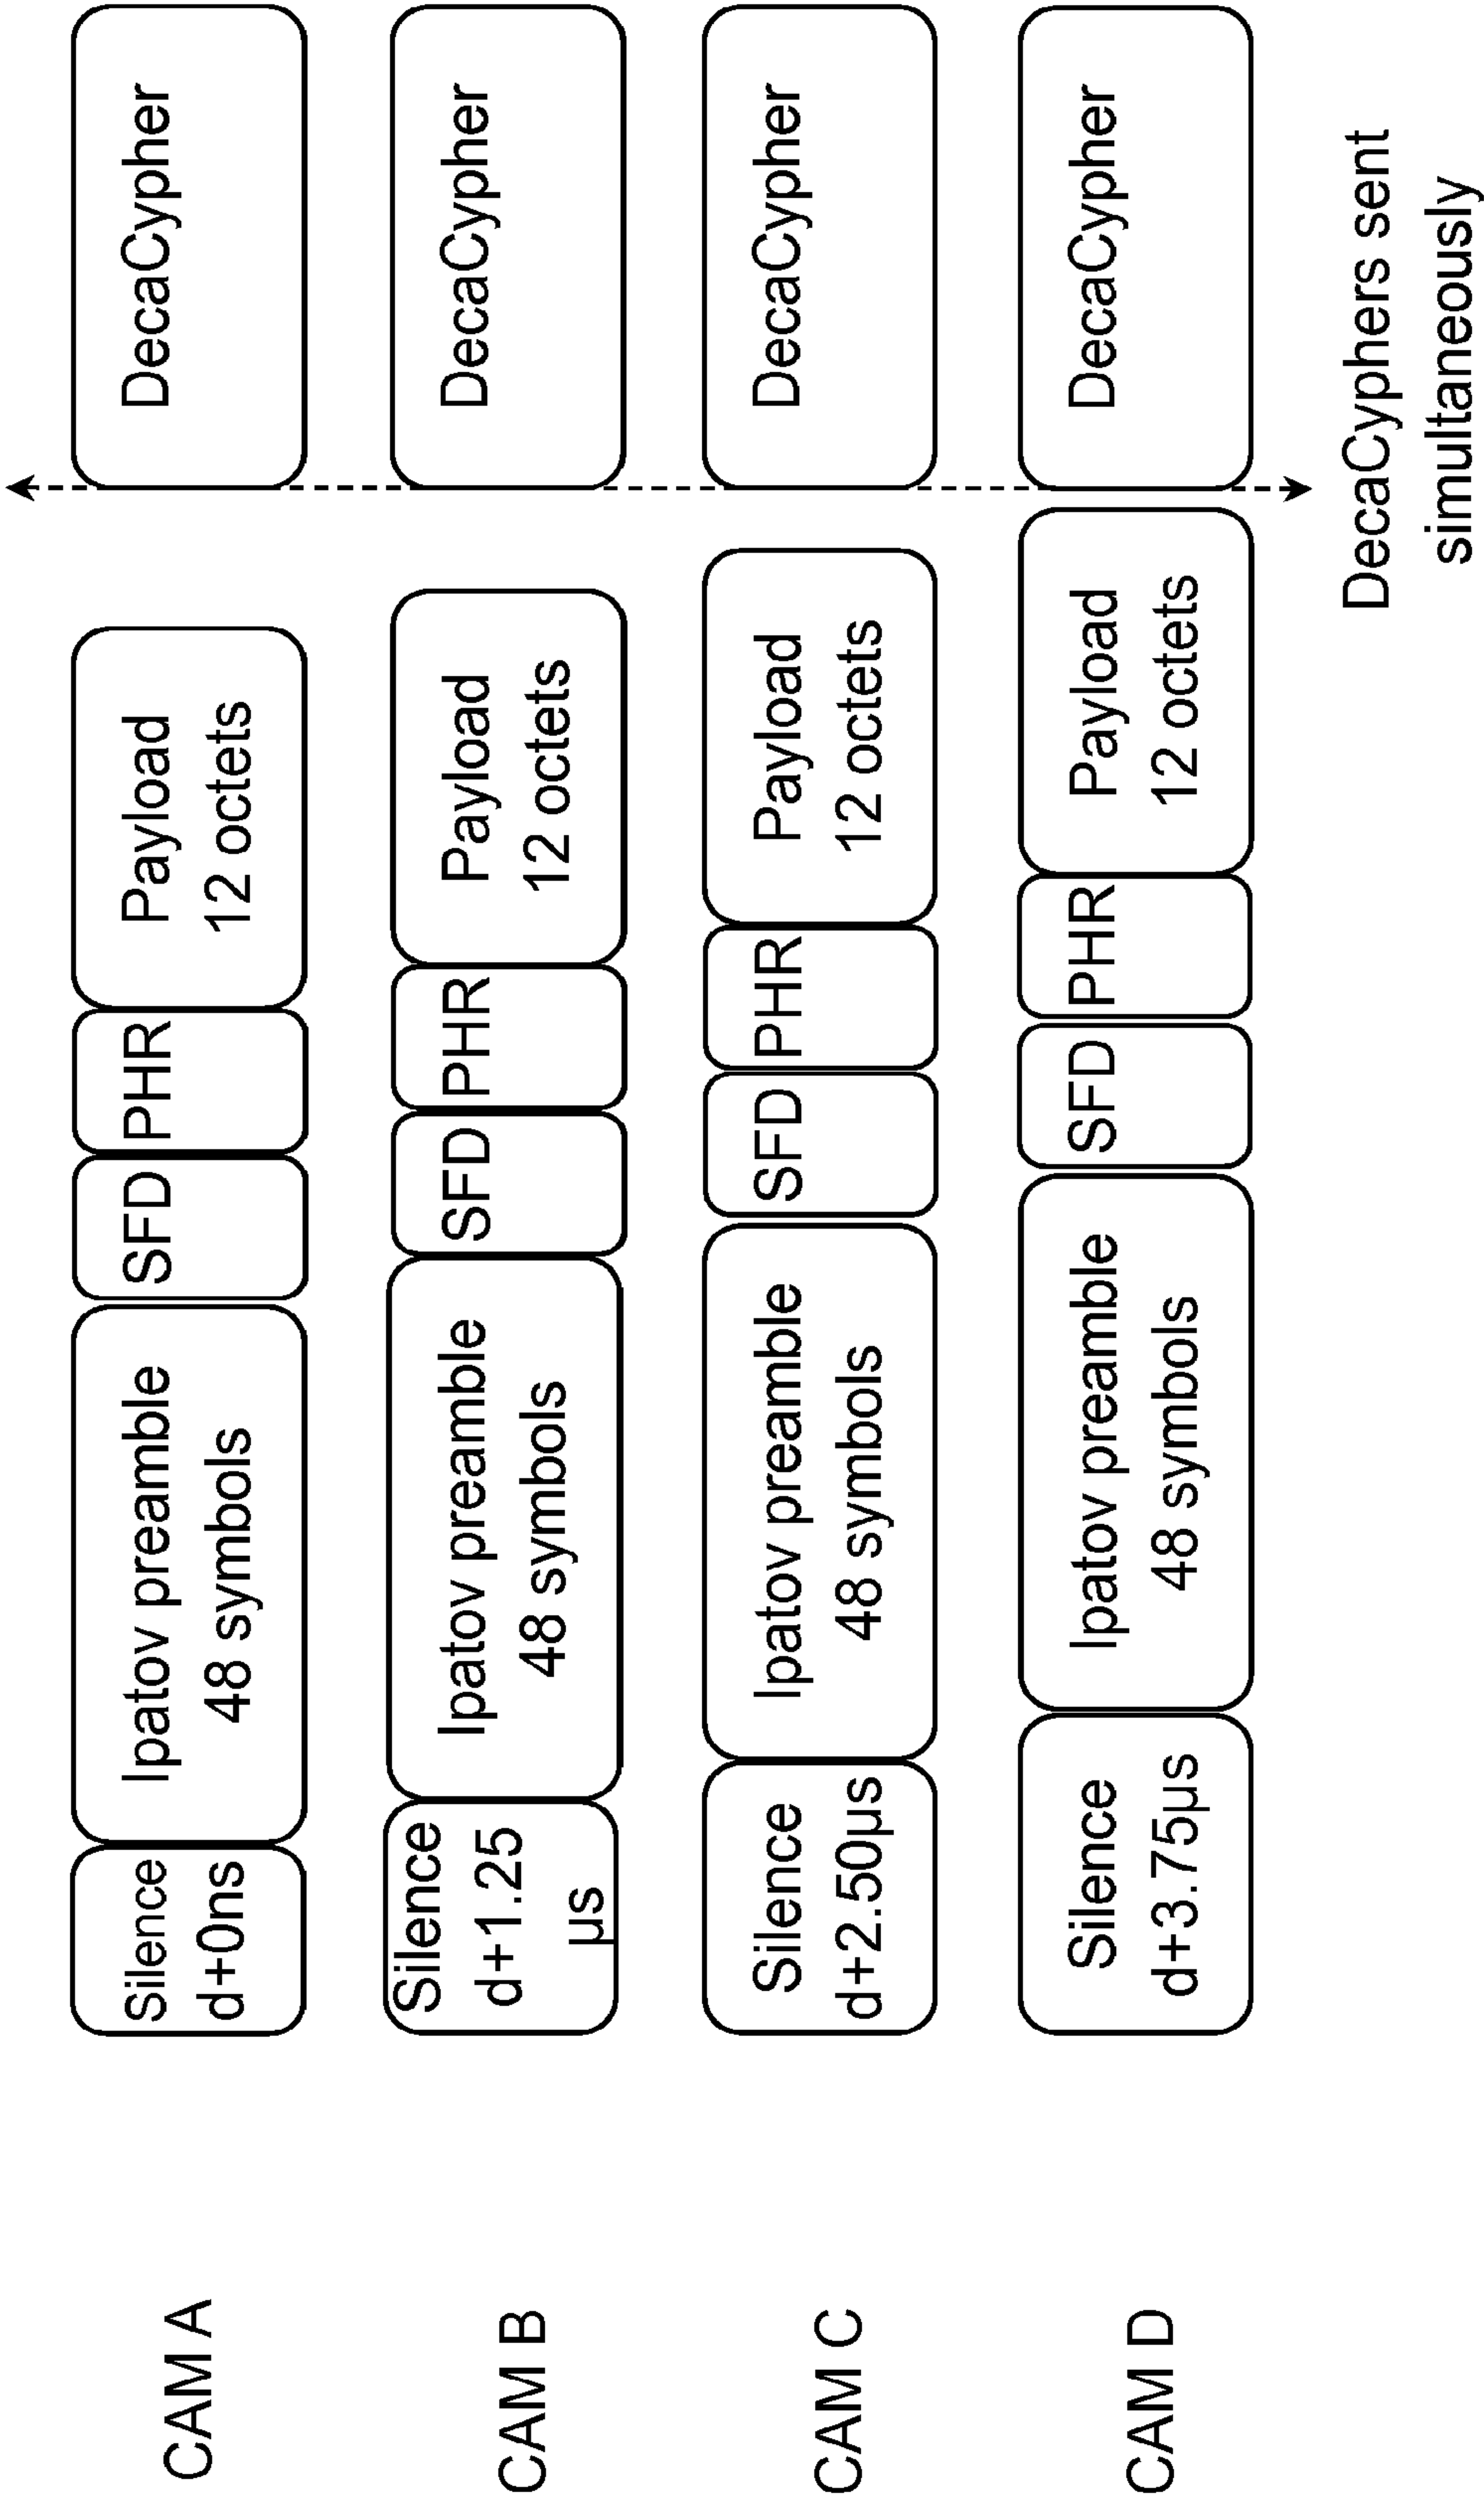 CAM A
Silence
d+0ns
Ipatov preamble
48 symbols
SFD
PHR
Payload
12 octets
DecaCypher
CAM B
Silence
d+1.25
µs
Ipatov preamble
48 symbols
SFD
PHR
Payload
12 octets
DecaCypher
CAM C
Silence
d+2.50µs
Ipatov preamble
48 symbols
SFD
PHR
Payload
12 octets
DecaCypher
CAM D
Silence
d+3.75µs
Ipatov preamble
48 symbols
SFD
PHR
Payload
12 octets
DecaCypher
DecaCyphers sent
simultaneously